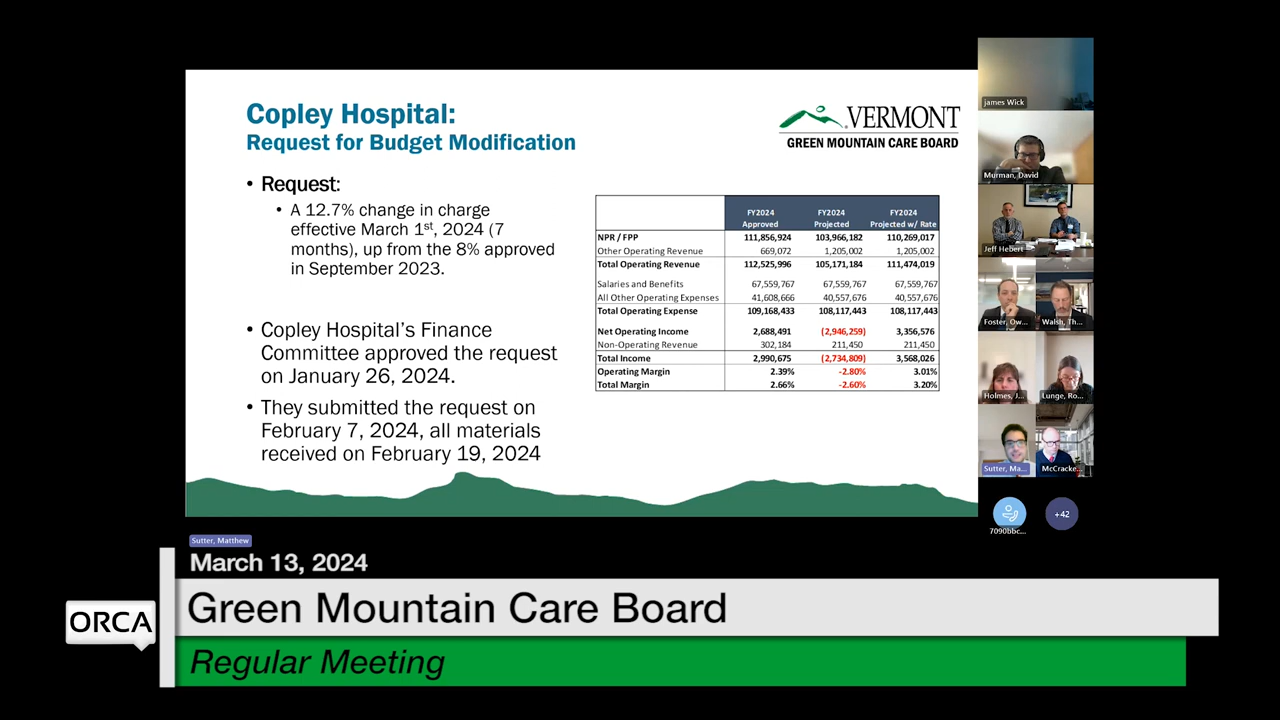 Copley Hospital:
Request for Budget Modification
VERMONT
GREEN MOUNTAIN CARE BOARD
• Request:
• A 12.7% change in charge
effective March 1st, 2024 (7
months), up from the 8% approved
in September 2023.
• Copley Hospital's Finance
Committee approved the request
on January 26, 2024.
• They submitted the request on
February 7, 2024, all materials
received on February 19, 2024
FY2024 Approved FY2024 Projected FY2024 Projected w/ Rate
NPR / FPP 111,856,924 103,966,182 110,269,017
Other Operating Revenue 669,072 1,205,002 1,205,002
Total Operating Revenue 112,525,996 105,171,184 111,474,019
Salaries and Benefits 67,559,767 67,559,767 67,559,767
All Other Operating Expenses 41,608,666 40,557,676 40,557,676
Total Operating Expense 109,168,433 108,117,443 108,117,443
Net Operating Income 2,688,491 (2,946,259) 3,356,576
Non-Operating Revenue 302,184 211,450 211,450
Total Income 2,990,675 (2,734,809) 3,568,026
Operating Margin 2.39% -2.80% 3.01%
Total Margin 2.66% -2.60% 3.20%
james Wick
Murman, David
Jeff Hebert
Foster, Ow... Walsh, Th...
Holmes, J... Lunge, Ro...
Sutter, Ma... McCracke...
7090bbc...
+42
Sutter, Matthew
March 13, 2024
ORCA
Green Mountain Care Board
Regular Meeting